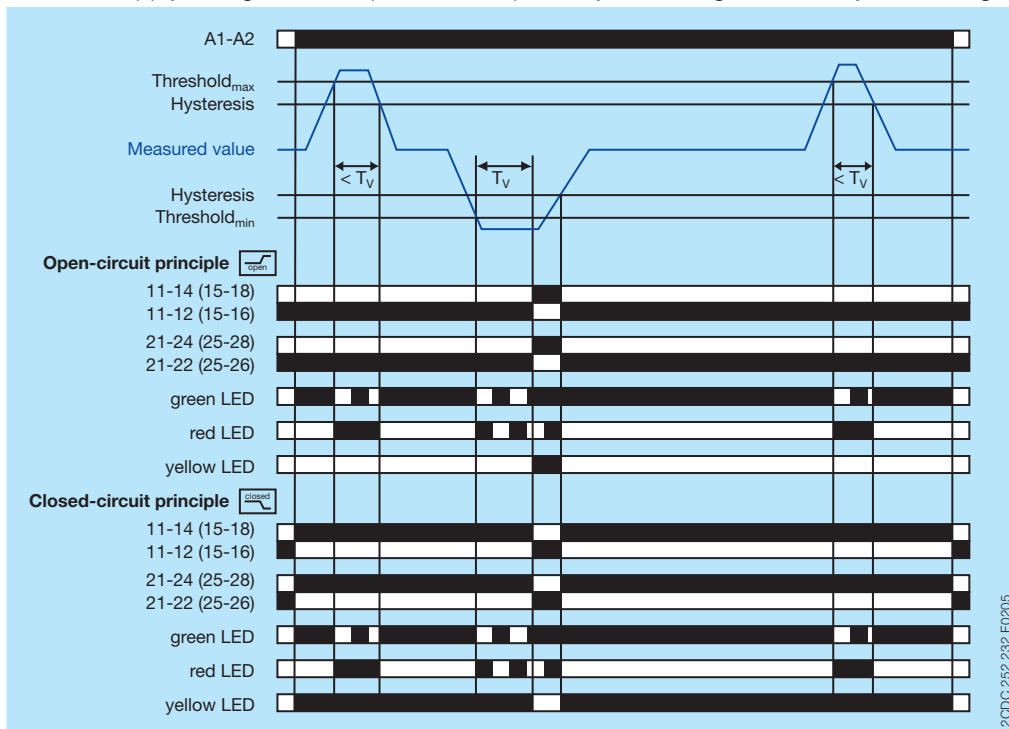 A1-A2
Thresholdmax
Hysteresis
Measured value
< TV
TV
< TV
Hysteresis
Thresholdmin
Open-circuit principle open
11-14 (15-18)
11-12 (15-16)
21-24 (25-28)
21-22 (25-26)
green LED
red LED
yellow LED
Closed-circuit principle closed
11-14 (15-18)
11-12 (15-16)
21-24 (25-28)
21-22 (25-26)
green LED
red LED
yellow LED
2CDC 252 232 F0205